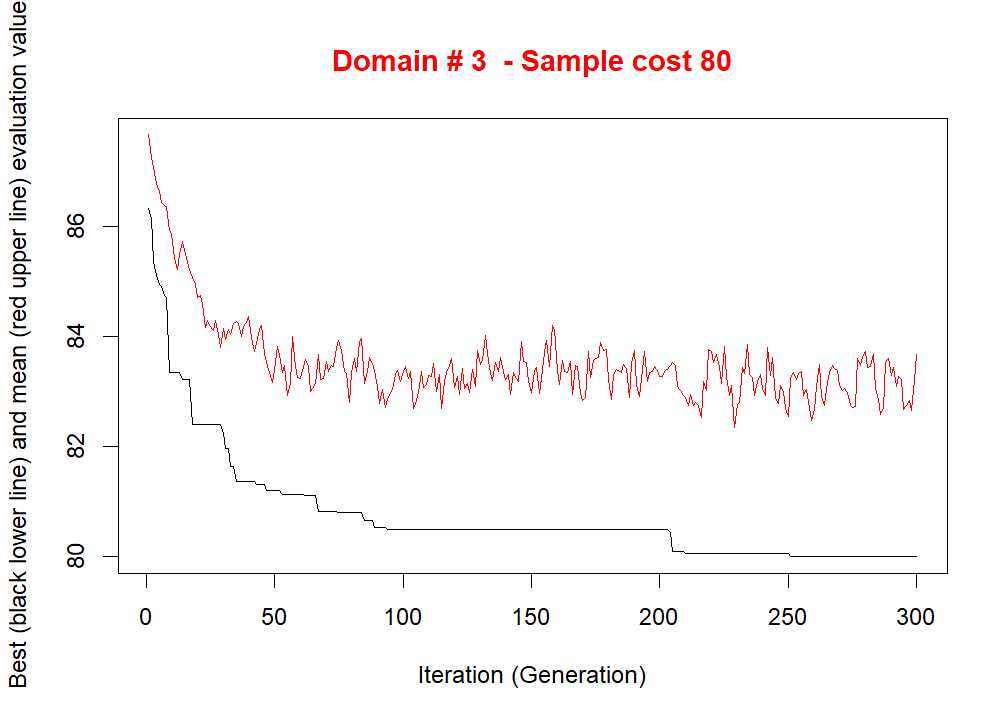 Domain # 3  - Sample cost 80
Best (black lower line) and mean (red upper line) evaluation value
86
84
82
80
0 50 100 150 200 250 300
Iteration (Generation)